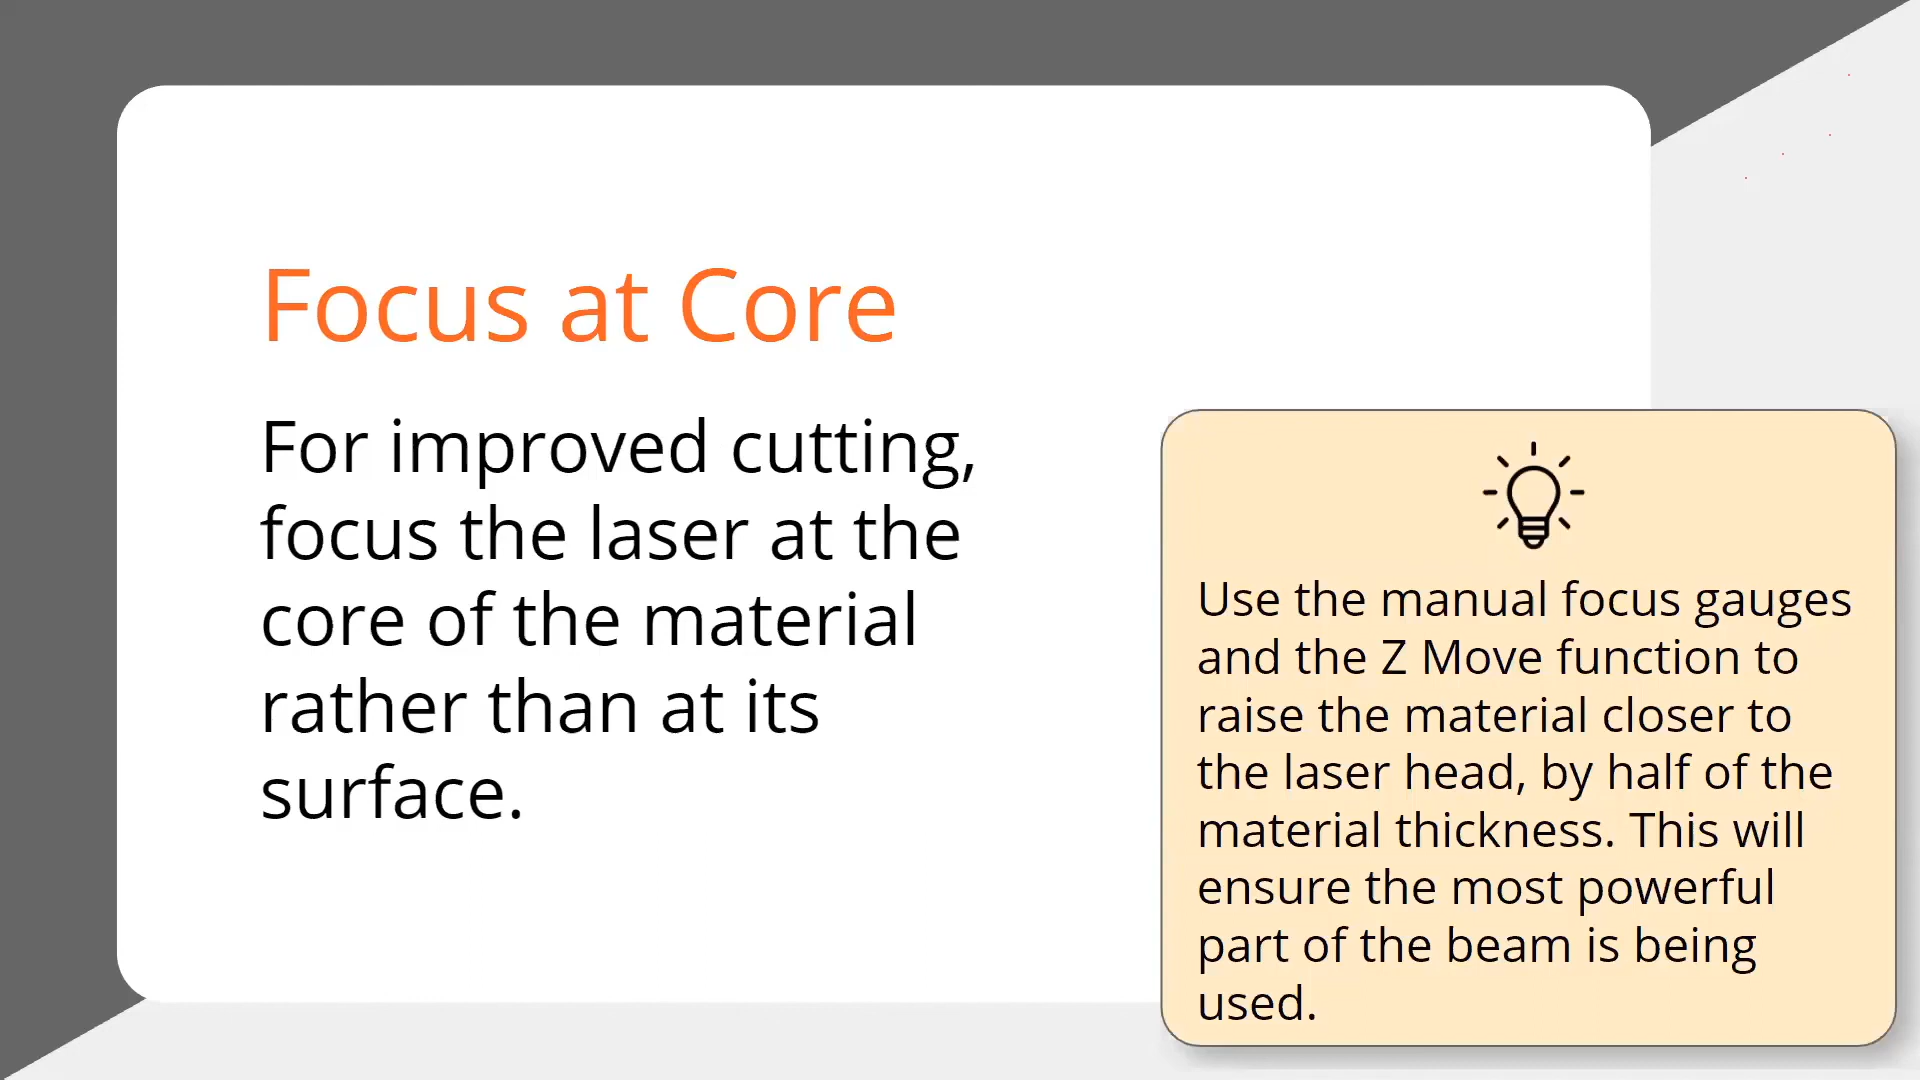 Focus at Core
For improved cutting,
focus the laser at the
core of the material
rather than at its
surface.
Use the manual focus gauges
and the Z Move function to
raise the material closer to
the laser head, by half of the
material thickness. This will
ensure the most powerful
part of the beam is being
used.